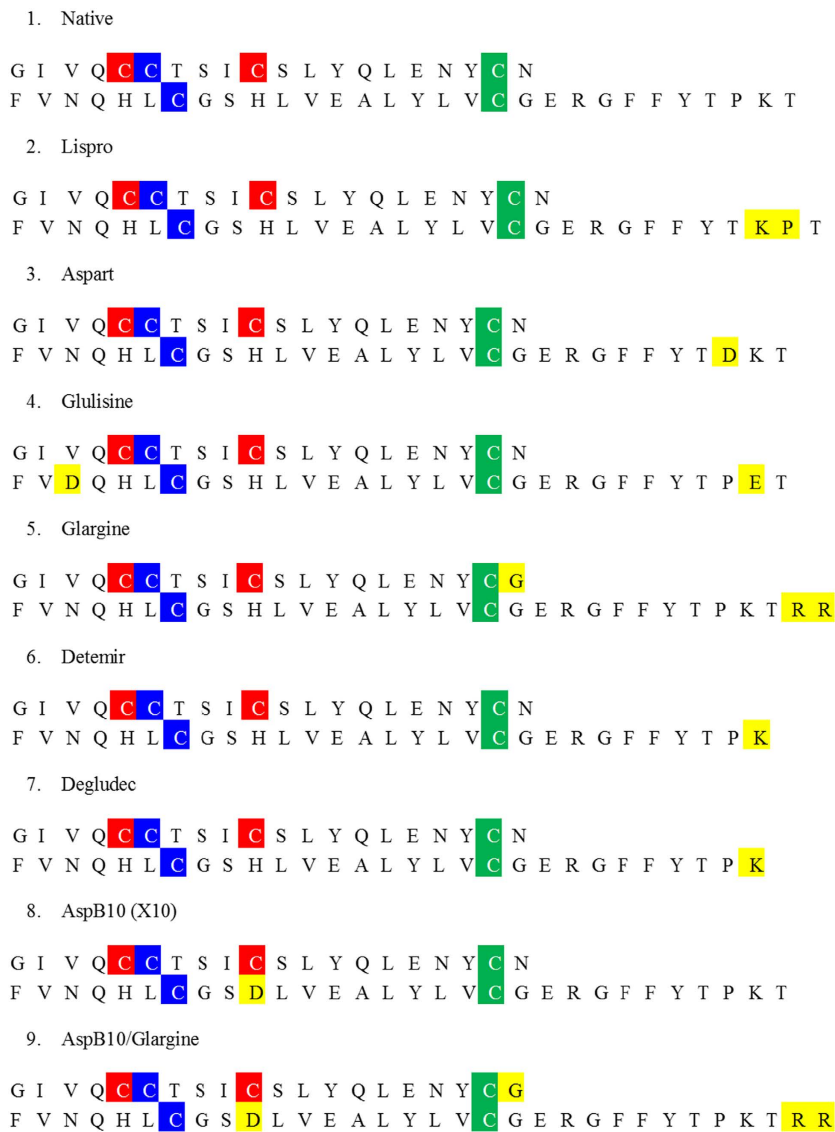 1. Native
G I V Q C C T S I C S L Y Q L E N Y C N
F V N Q H L C G S H L V E A L Y L V C G E R G F F Y T P K T
2. Lispro
G I V Q C C T S I C S L Y Q L E N Y C N
F V N Q H L C G S H L V E A L Y L V C G E R G F F Y T K P T
3. Aspart
G I V Q C C T S I C S L Y Q L E N Y C N
F V N Q H L C G S H L V E A L Y L V C G E R G F F Y T D K T
4. Glulisine
G I V Q C C T S I C S L Y Q L E N Y C N
F V D Q H L C G S H L V E A L Y L V C G E R G F F Y T P E T
5. Glargine
G I V Q C C T S I C S L Y Q L E N Y C G
F V N Q H L C G S H L V E A L Y L V C G E R G F F Y T P K T R R
6. Detemir
G I V Q C C T S I C S L Y Q L E N Y C N
F V N Q H L C G S H L V E A L Y L V C G E R G F F Y T P K
7. Degludec
G I V Q C C T S I C S L Y Q L E N Y C N
F V N Q H L C G S H L V E A L Y L V C G E R G F F Y T P K
8. AspB10 (X10)
G I V Q C C T S I C S L Y Q L E N Y C N
F V N Q H L C G S D L V E A L Y L V C G E R G F F Y T P K T
9. AspB10/Glargine
G I V Q C C T S I C S L Y Q L E N Y C G
F V N Q H L C G S D L V E A L Y L V C G E R G F F Y T P K T R R